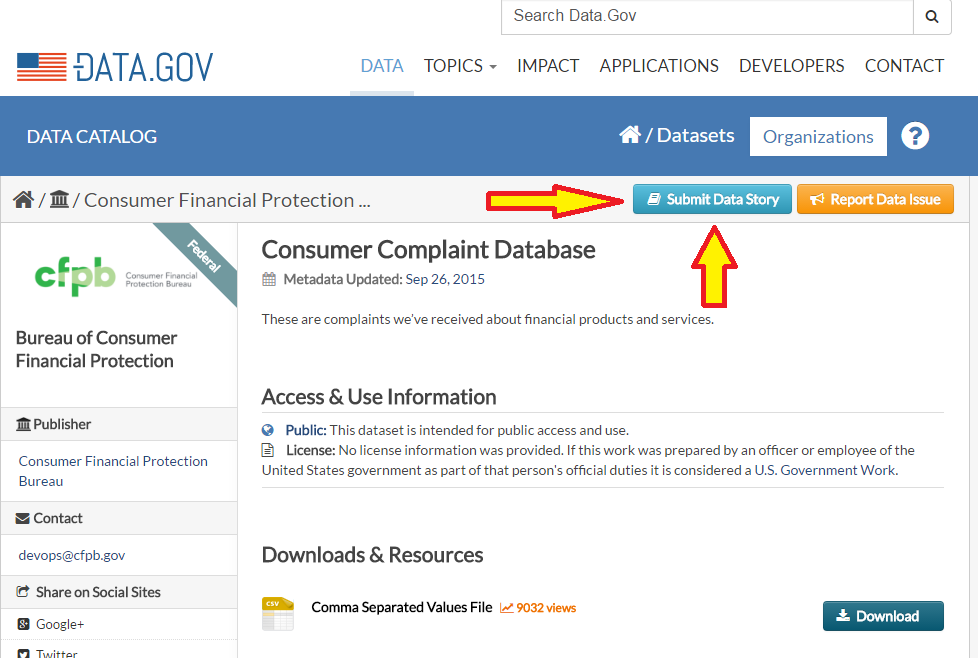 Search Data.Gov
DATA.GOV
DATA TOPICS IMPACT APPLICATIONS DEVELOPERS CONTACT
DATA CATALOG
/ Datasets Organizations ?
/ / Consumer Financial Protection ...
Submit Data Story Report Data Issue
Federal
cfpb Consumer Financial
Protection Bureau
Bureau of Consumer
Financial Protection
Publisher
Consumer Financial Protection
Bureau
Contact
devops@cfpb.gov
Share on Social Sites
Google+
Twitter
Consumer Complaint Database
Metadata Updated: Sep 26, 2015
These are complaints we've received about financial products and services.
Access & Use Information
Public: This dataset is intended for public access and use.
License: No license information was provided. If this work was prepared by an officer or employee of the
United States government as part of that person's official duties it is considered a U.S. Government Work.
Downloads & Resources
CSV
Comma Separated Values File 9032 views
Download